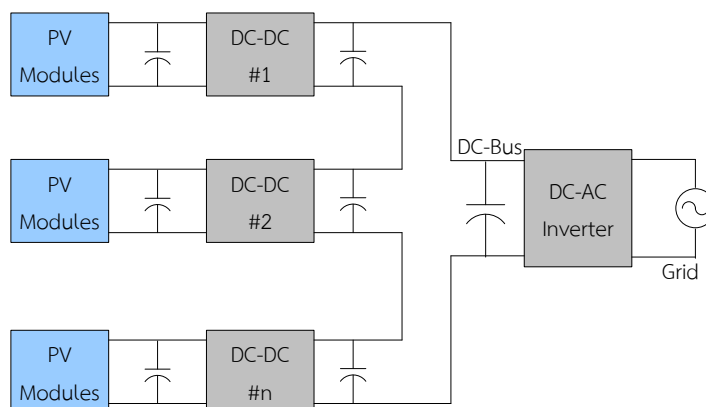 PV
Modules
DC-DC
#1
PV
Modules
DC-DC
#2
PV
Modules
DC-DC
#n
DC-Bus
DC-AC
Inverter
Grid